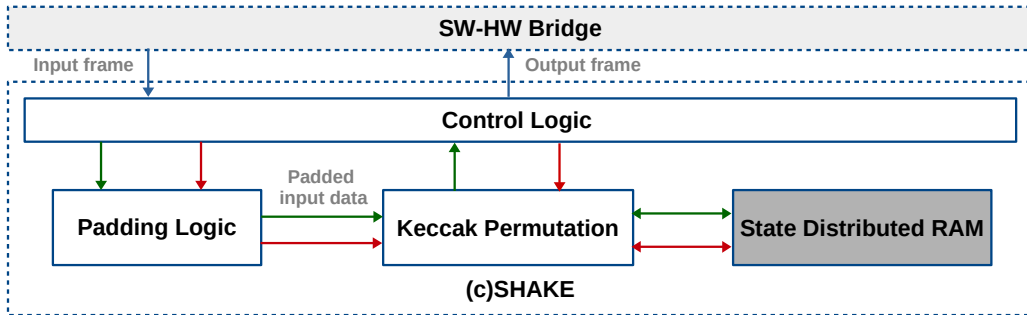 SW-HW Bridge
Input frame
Output frame
Control Logic
Padded
input data
Padding Logic
Keccak Permutation
State Distributed RAM
(c)SHAKE